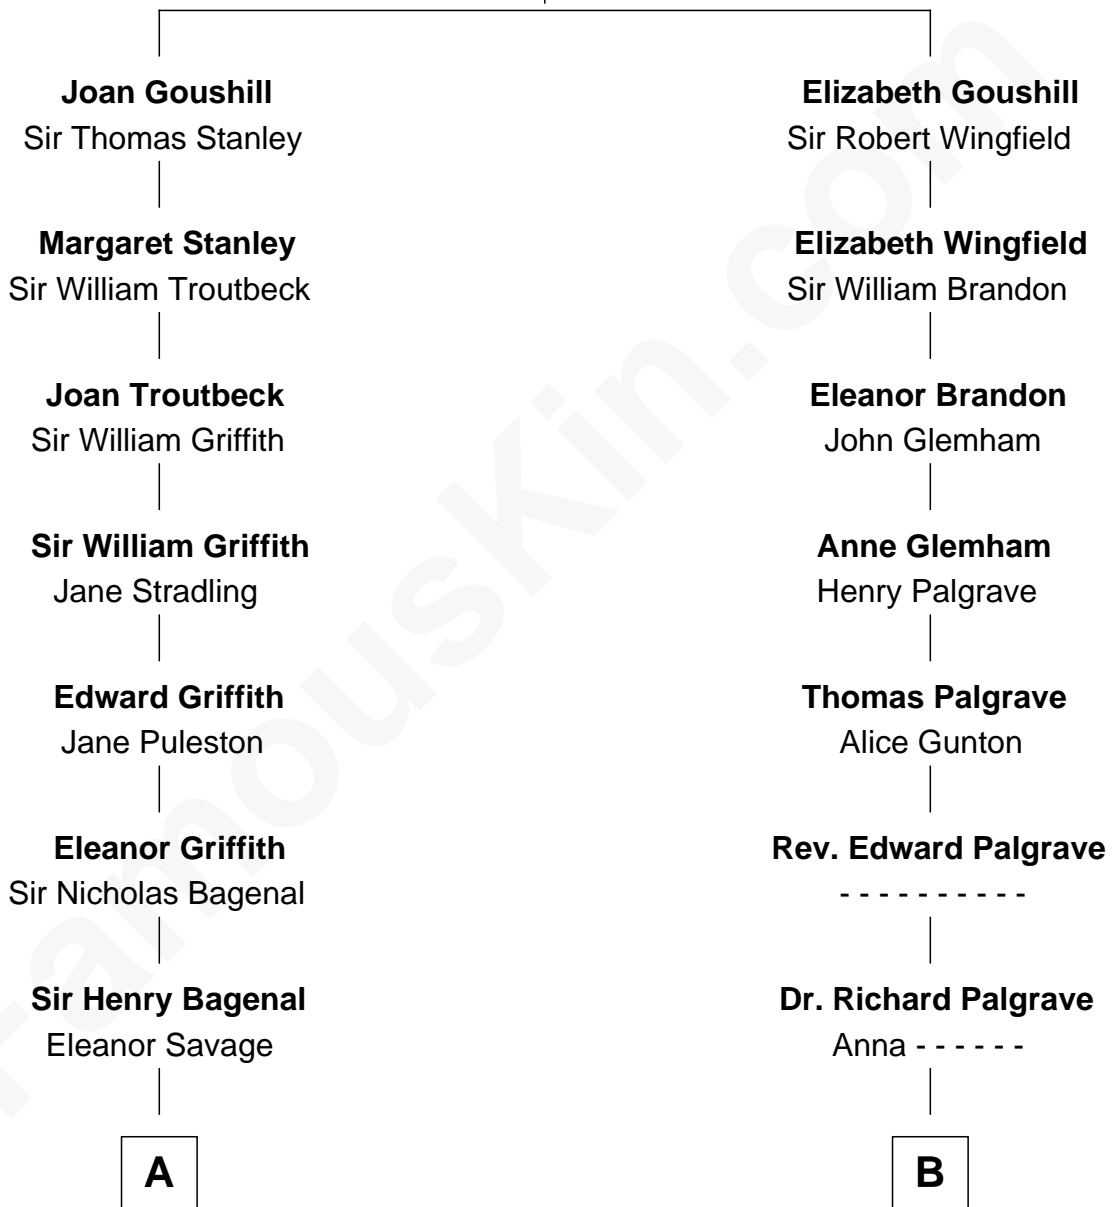 Joan Goushill
Sir Thomas Stanley
Margaret Stanley
Sir William Troutbeck
Joan Troutbeck
Sir William Griffith
Sir William Griffith
Jane Stradling
Edward Griffith
Jane Puleston
Eleanor Griffith
Sir Nicholas Bagenal
Sir Henry Bagenal
Eleanor Savage
A
Elizabeth Goushill
Sir Robert Wingfield
Elizabeth Wingfield
Sir William Brandon
Eleanor Brandon
John Glemham
Anne Glemham
Henry Palgrave
Thomas Palgrave
Alice Gunton
Rev. Edward Palgrave
- - - - - - - - - -
Dr. Richard Palgrave
Anna - - - - - -
B
FamousKin.com